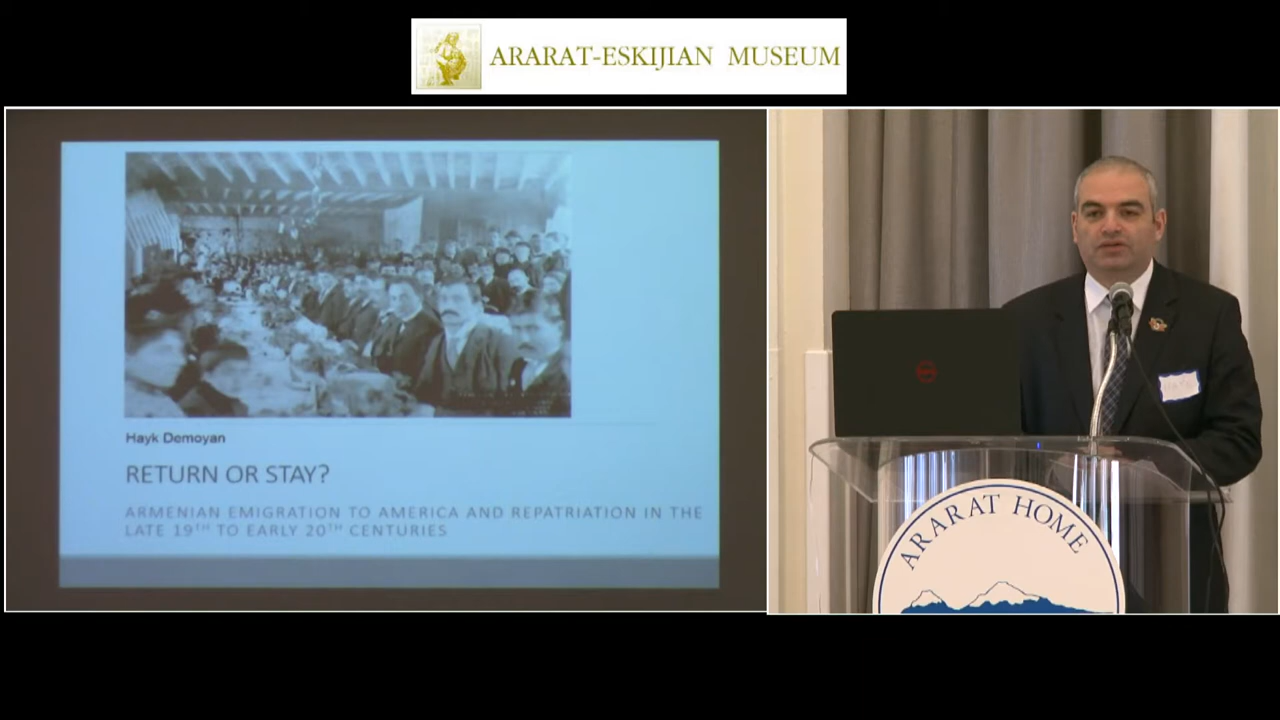 ARARAT-ESKIJIAN MUSEUM
Hayk Demoyan
RETURN OR STAY?
ARMENIAN EMIGRATION TO AMERICA AND REPATRIATION IN THE
LATE 19TH TO EARLY 20TH CENTURIES
ARARAT HOME